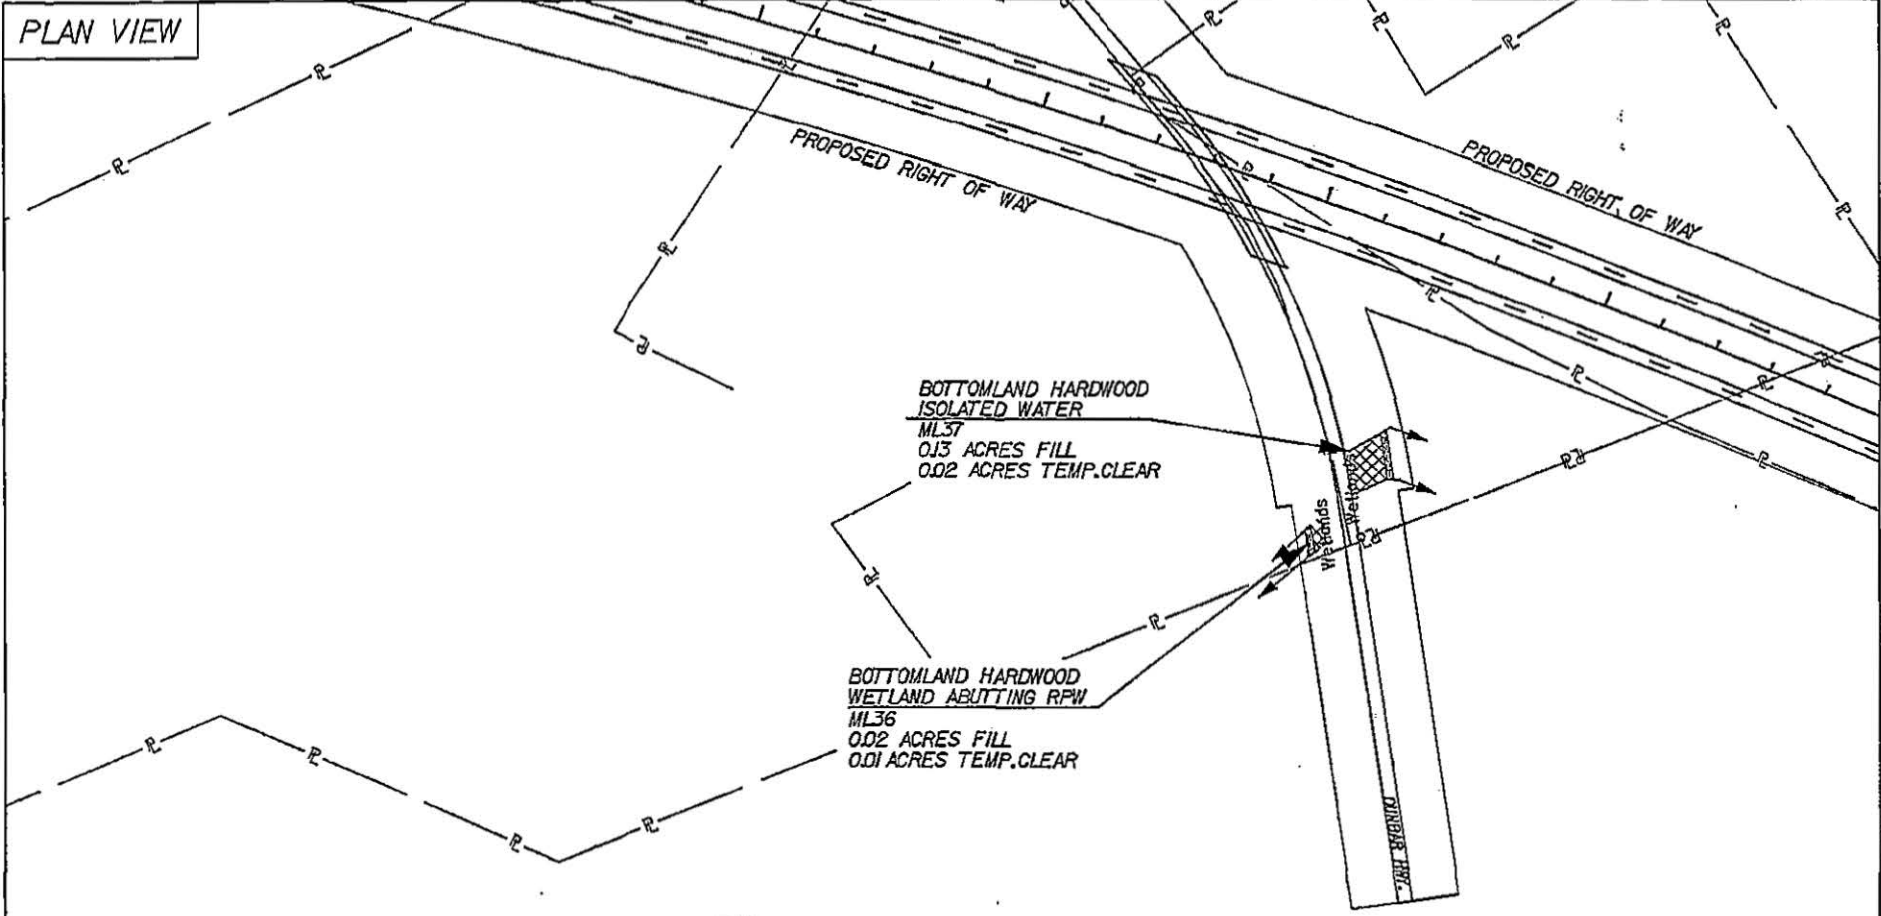 PLAN VIEW
PROPOSED RIGHT OF WAY
PROPOSED RIGHT OF WAY
BOTTOMLAND HARDWOOD
ISOLATED WATER
ML37
0.13 ACRES FILL
0.02 ACRES TEMP.CLEAR
Wetlands
Wetlands
BOTTOMLAND HARDWOOD
WETLAND ABUTTING RPW
ML36
0.02 ACRES FILL
0.01 ACRES TEMP.CLEAR
DUNBAR